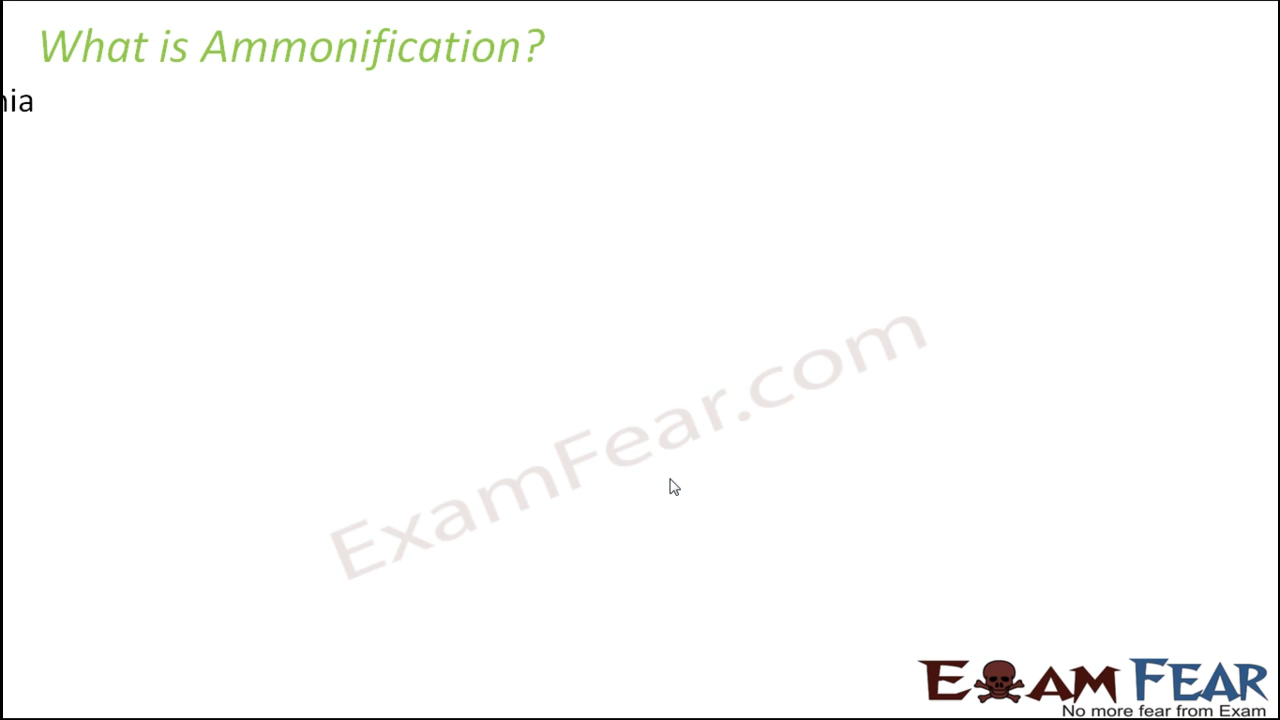 What is Ammonification?
nia
ExamFear.com
EXAM FEAR
No more fear from Exam